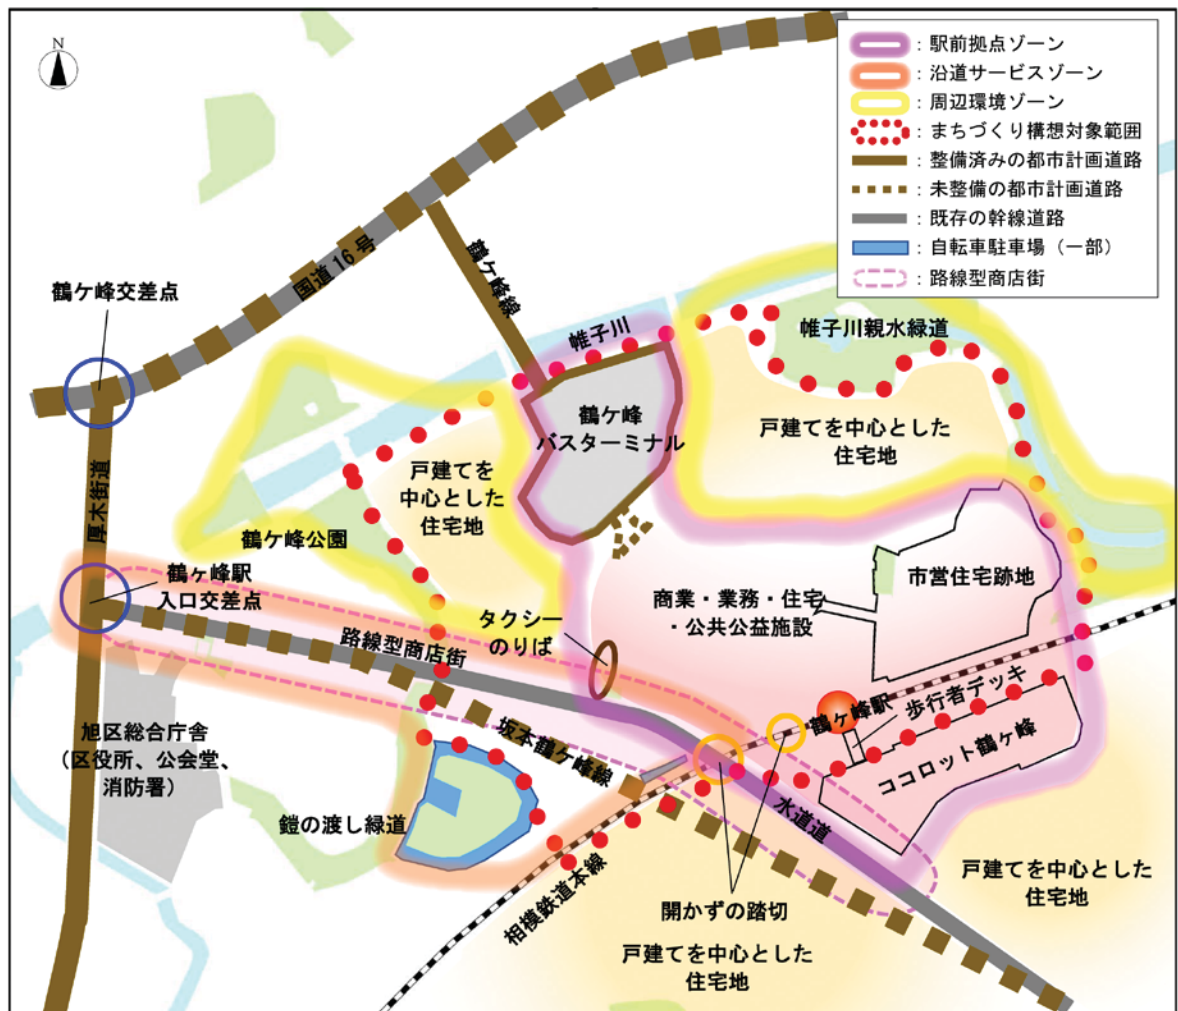 N
：駅前拠点ゾーン
：沿道サービスゾーン
：周辺環境ゾーン
：まちづくり構想対象範囲
：整備済みの都市計画道路
：未整備の都市計画道路
：既存の幹線道路
：自転車駐車場（一部）
：路線型商店街
国道16号
鶴ケ峰線
鶴ケ峰交差点
帷子川
帷子川親水緑道
鶴ケ峰
バスターミナル
戸建てを中心とした
住宅地
戸建てを
中心とした
住宅地
厚木街道
鶴ケ峰公園
鶴ヶ峰駅
入口交差点
タクシー
のりば
商業・業務・住宅
・公共公益施設
市営住宅跡地
路線型商店街
鶴ヶ峰駅
歩行者デッキ
ココロット鶴ヶ峰
坂本鶴ケ峰線
旭区総合庁舎
（区役所、公会堂、
消防署）
鎧の渡し緑道
水道道
相模鉄道本線
開かずの踏切
戸建てを中心とした
住宅地
戸建てを中心とした
住宅地